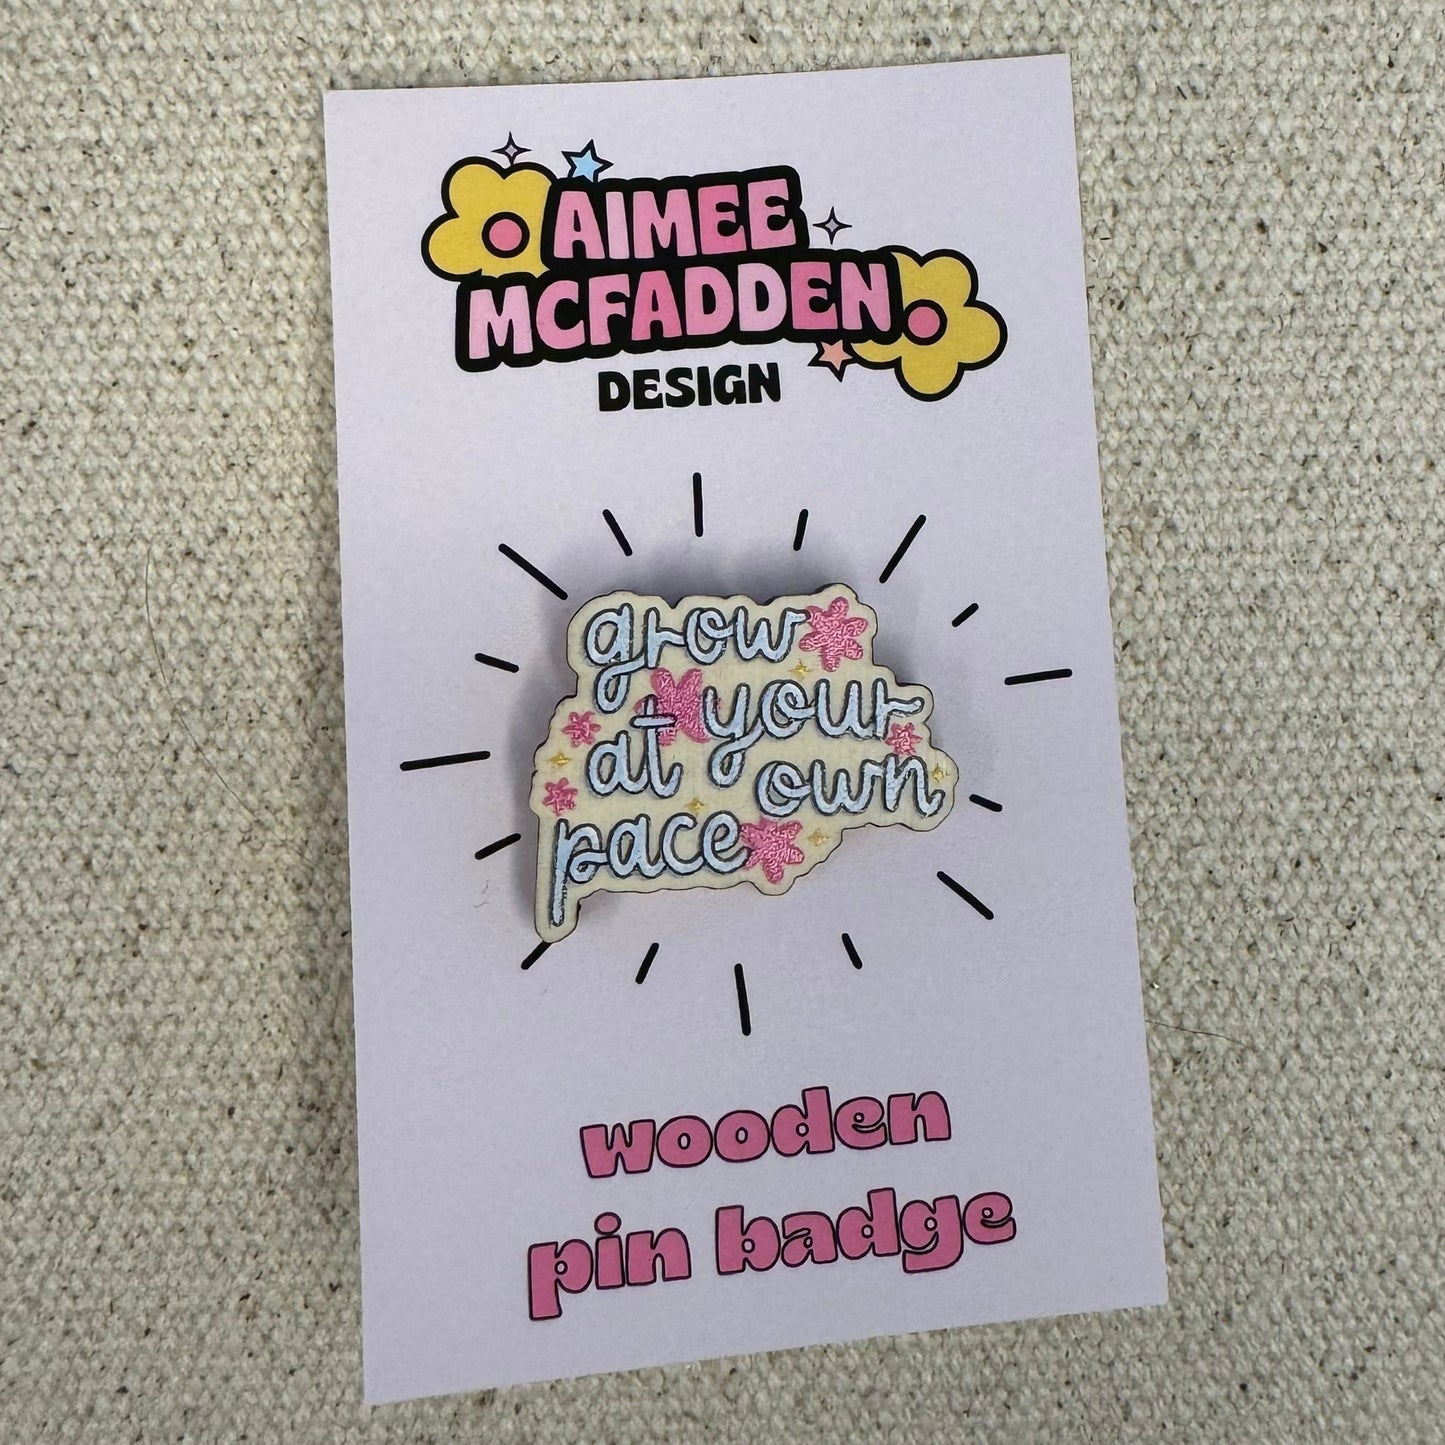 AIMEE
MCFADDEN
DESIGN
grow
at your
own
pace
wooden
pin badge